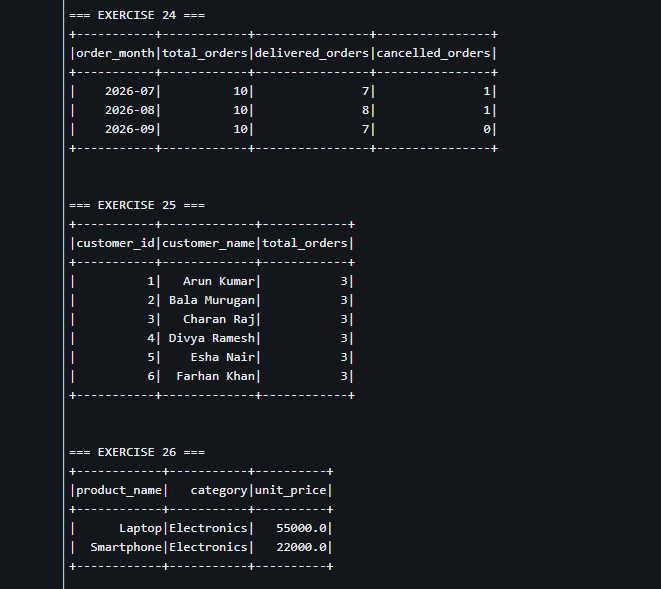 === EXERCISE 24 ===
+-----------+------------+----------------+----------------+
|order_month|total_orders|delivered_orders|cancelled_orders|
+-----------+------------+----------------+----------------+
|    2026-07|          10|               7|               1|
|    2026-08|          10|               8|               1|
|    2026-09|          10|               7|               0|
+-----------+------------+----------------+----------------+
=== EXERCISE 25 ===
+-----------+-------------+------------+
|customer_id|customer_name|total_orders|
+-----------+-------------+------------+
|          1|   Arun Kumar|           3|
|          2| Bala Murugan|           3|
|          3|   Charan Raj|           3|
|          4| Divya Ramesh|           3|
|          5|    Esha Nair|           3|
|          6|  Farhan Khan|           3|
+-----------+-------------+------------+
=== EXERCISE 26 ===
+------------+-----------+----------+
|product_name|   category|unit_price|
+------------+-----------+----------+
|      Laptop|Electronics|   55000.0|
|  Smartphone|Electronics|   22000.0|
+------------+-----------+----------+